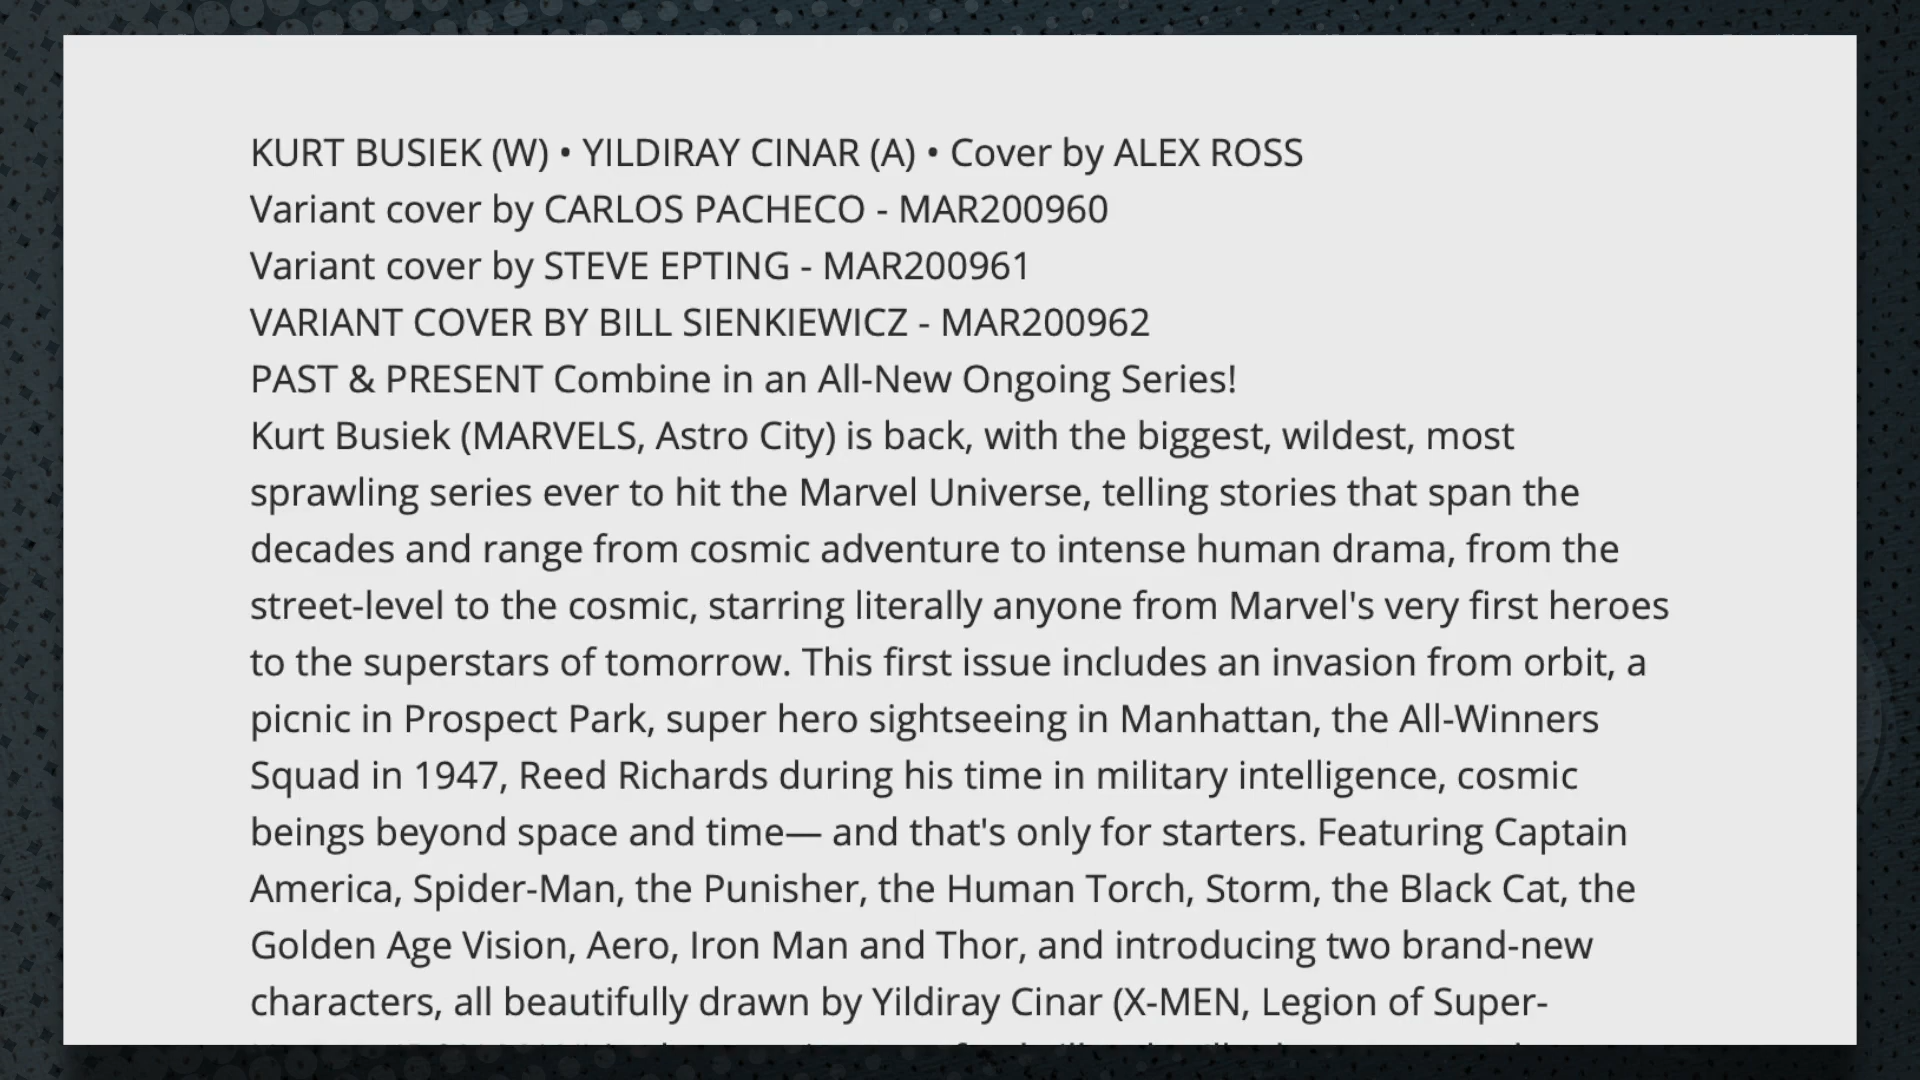 KURT BUSIEK (W) • YILDIRAY CINAR (A) • Cover by ALEX ROSS
Variant cover by CARLOS PACHECO - MAR200960
Variant cover by STEVE EPTING - MAR200961
VARIANT COVER BY BILL SIENKIEWICZ - MAR200962
PAST & PRESENT Combine in an All-New Ongoing Series!
Kurt Busiek (MARVELS, Astro City) is back, with the biggest, wildest, most
sprawling series ever to hit the Marvel Universe, telling stories that span the
decades and range from cosmic adventure to intense human drama, from the
street-level to the cosmic, starring literally anyone from Marvel's very first heroes
to the superstars of tomorrow. This first issue includes an invasion from orbit, a
picnic in Prospect Park, super hero sightseeing in Manhattan, the All-Winners
Squad in 1947, Reed Richards during his time in military intelligence, cosmic
beings beyond space and time— and that's only for starters. Featuring Captain
America, Spider-Man, the Punisher, the Human Torch, Storm, the Black Cat, the
Golden Age Vision, Aero, Iron Man and Thor, and introducing two brand-new
characters, all beautifully drawn by Yildiray Cinar (X-MEN, Legion of Super-